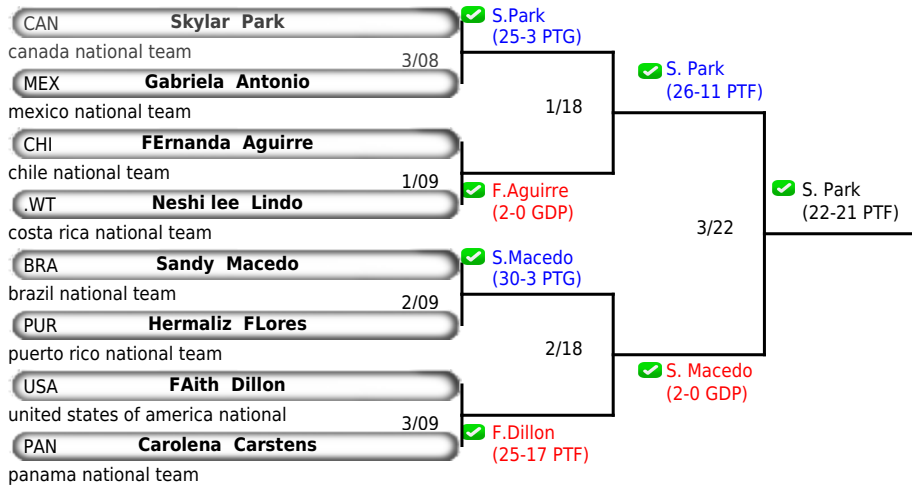 CAN Skylar Park
canada national team
3/08
MEX Gabriela Antonio
mexico national team
CHI FErnanda Aguirre
chile national team
1/09
.WT Neshi lee Lindo
costa rica national team
BRA Sandy Macedo
brazil national team
2/09
PUR Hermaliz FLores
puerto rico national team
USA FAith Dillon
united states of america national
3/09
PAN Carolena Carstens
panama national team
S.Park
(25-3 PTG)
1/18
F.Aguirre
(2-0 GDP)
S.Macedo
(30-3 PTG)
2/18
F.Dillon
(25-17 PTF)
S. Park
(26-11 PTF)
3/22
S. Macedo
(2-0 GDP)
S. Park
(22-21 PTF)